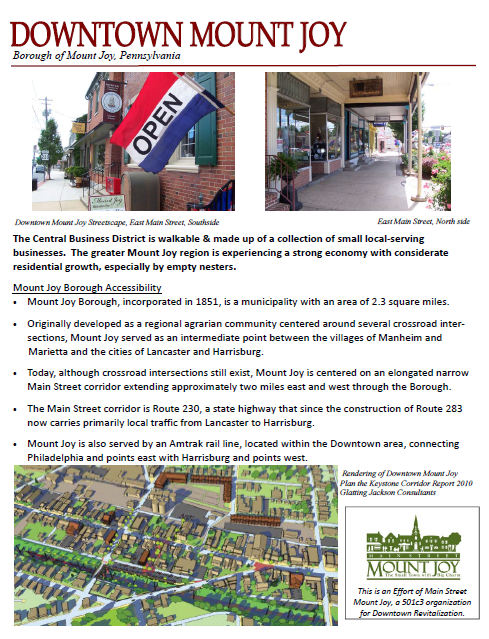 DOWNTOWN MOUNT JOY
Borough of Mount Joy, Pennsylvania
OPEN
Mount Joy
Downtown Mount Joy Streetscape, East Main Street, Southside
East Main Street, North side
The Central Business District is walkable & made up of a collection of small local-serving
businesses. The greater Mount Joy region is experiencing a strong economy with considerate
residential growth, especially by empty nesters.
Mount Joy Borough Accessibility
• Mount Joy Borough, incorporated in 1851, is a municipality with an area of 2.3 square miles.
• Originally developed as a regional agrarian community centered around several crossroad inter-
sections, Mount Joy served as an intermediate point between the villages of Manheim and
Marietta and the cities of Lancaster and Harrisburg.
• Today, although crossroad intersections still exist, Mount Joy is centered on an elongated narrow
Main Street corridor extending approximately two miles east and west through the Borough.
• The Main Street corridor is Route 230, a state highway that since the construction of Route 283
now carries primarily local traffic from Lancaster to Harrisburg.
• Mount Joy is also served by an Amtrak rail line, located within the Downtown area, connecting
Philadelphia and points east with Harrisburg and points west.
Rendering of Downtown Mount Joy
Plan the Keystone Corridor Report 2010
Glatting Jackson Consultants
MAIN STREET
MOUNT JOY
The Small Town with Big Charm
This is an Effort of Main Street
Mount Joy, a 501c3 organization
for Downtown Revitalization.